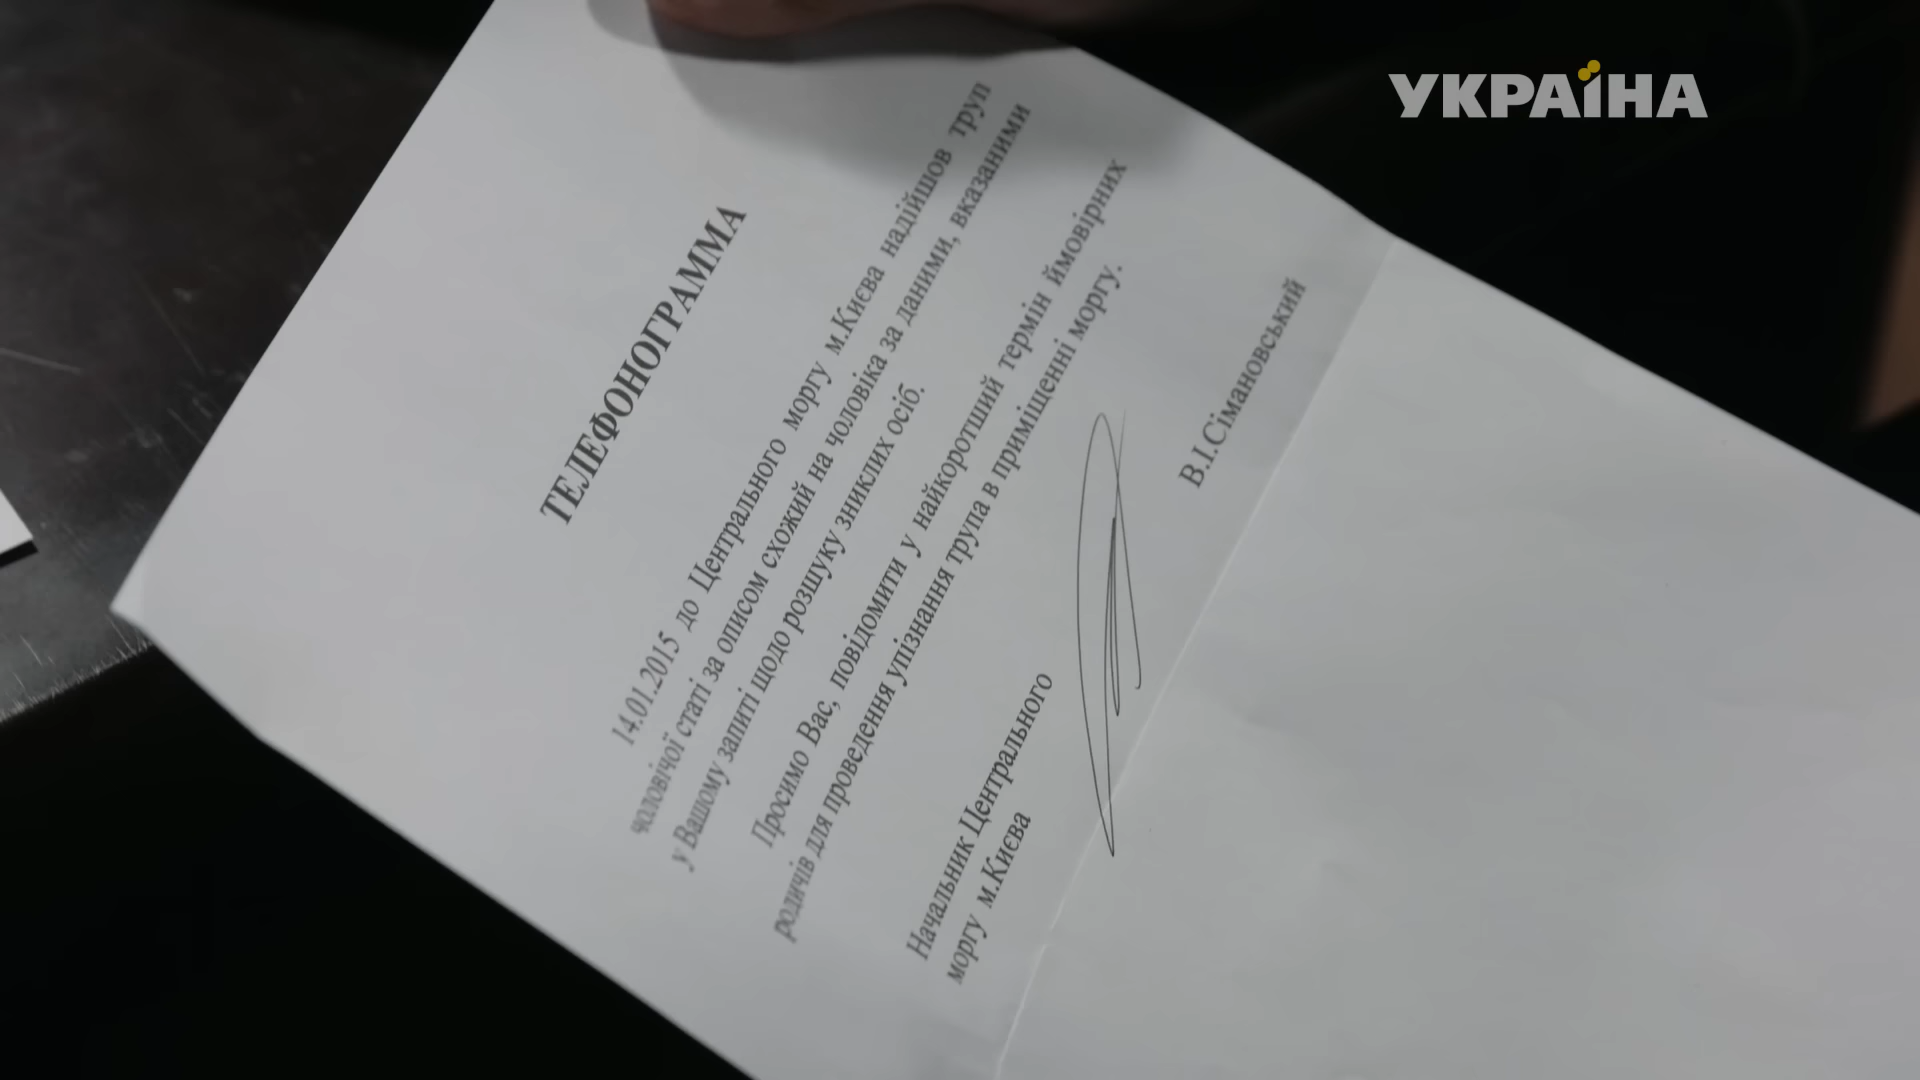 УКРАЇНА
ТЕЛЕФОНОГРАММА
14.01.2015 до Центрального моргу м.Києва надійшов труп
чоловічої статі за описом схожий на чоловіка за даними, вказаними
у Вашому запиті щодо розшуку зниклих осіб.
Просимо Вас, повідомити у найкоротший термін ймовірних
родичів для проведення упізнання трупа в приміщенні моргу.
Начальник Центрального
моргу м.Києва
В.І.Сімановський